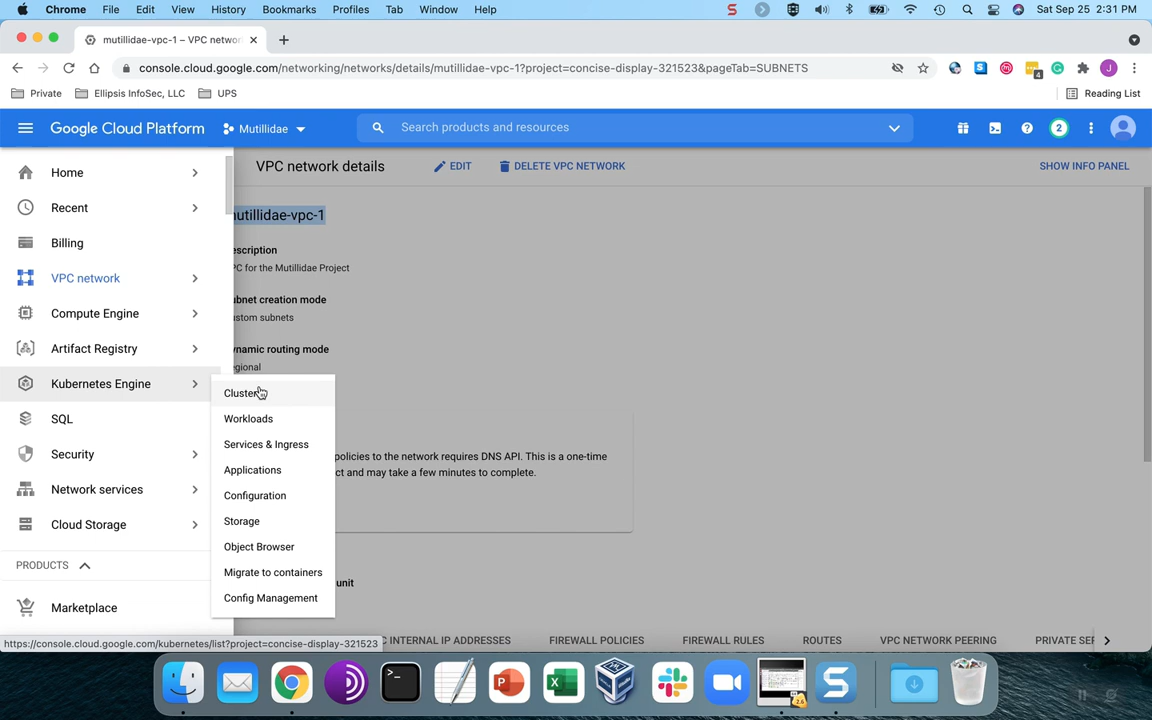 Chrome File Edit View History Bookmarks Profiles Tab Window Help Sat Sep 25 2:31 PM
mutillidae-vpc-1 – VPC networ
console.cloud.google.com/networking/networks/details/mutillidae-vpc-1?project=concise-display-321523&pageTab=SUBNETS
Private Ellipsis InfoSec, LLC UPS Reading List
Google Cloud Platform Mutillidae Search products and resources 2
VPC network details EDIT DELETE VPC NETWORK SHOW INFO PANEL
Home
Recent
Billing
VPC network
Compute Engine
Artifact Registry
Kubernetes Engine
SQL
Security
Network services
Cloud Storage
PRODUCTS
Marketplace
utillidae-vpc-1
escription
PC for the Mutillidae Project
ubnet creation mode
ustom subnets
ynamic routing mode
egional
Clusters
Workloads
Services & Ingress
Applications
Configuration
Storage
Object Browser
Migrate to containers
Config Management
policies to the network requires DNS API. This is a one-time
ct and may take a few minutes to complete.
unit
C INTERNAL IP ADDRESSES FIREWALL POLICIES FIREWALL RULES ROUTES VPC NETWORK PEERING PRIVATE SEF
https://console.cloud.google.com/kubernetes/list?project=concise-display-321523